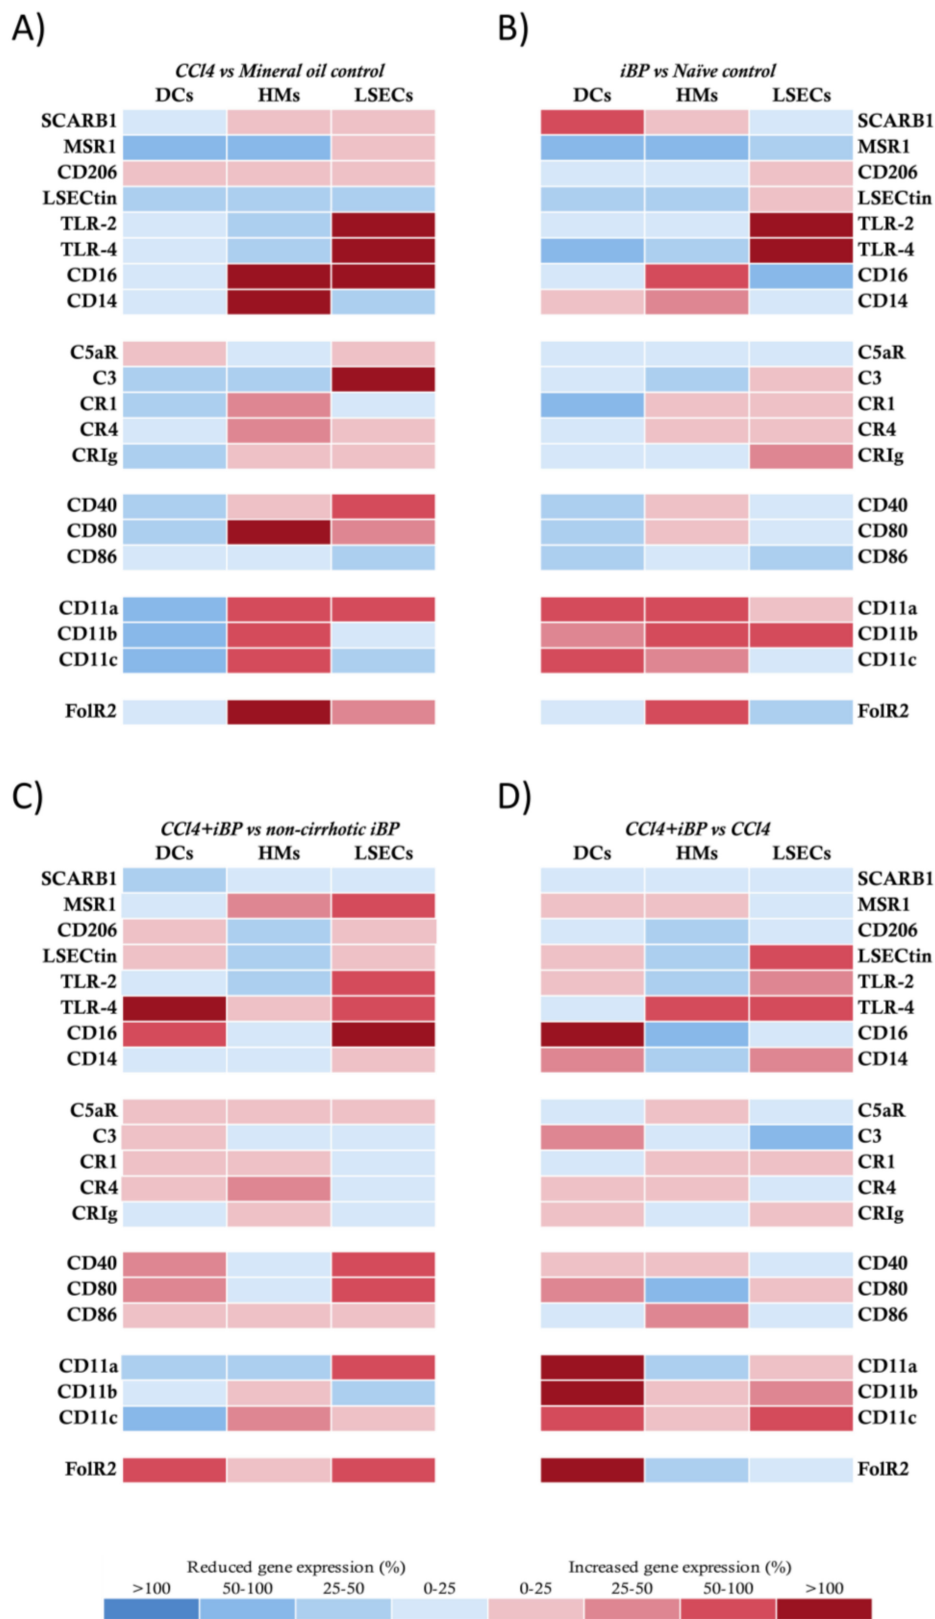 A)
B)
CCl4 vs Mineral oil control
iBP vs Naïve control
DCs HMs LSECs
DCs HMs LSECs
SCARB1 SCARB1
MSR1 MSR1
CD206 CD206
LSECtin LSECtin
TLR-2 TLR-2
TLR-4 TLR-4
CD16 CD16
CD14 CD14
C5aR C5aR
C3 C3
CR1 CR1
CR4 CR4
CRIg CRIg
CD40 CD40
CD80 CD80
CD86 CD86
CD11a CD11a
CD11b CD11b
CD11c CD11c
FolR2 FolR2
C)
D)
CCl4+iBP vs non-cirrhotic iBP
CCl4+iBP vs CCl4
DCs HMs LSECs
DCs HMs LSECs
SCARB1 SCARB1
MSR1 MSR1
CD206 CD206
LSECtin LSECtin
TLR-2 TLR-2
TLR-4 TLR-4
CD16 CD16
CD14 CD14
C5aR C5aR
C3 C3
CR1 CR1
CR4 CR4
CRIg CRIg
CD40 CD40
CD80 CD80
CD86 CD86
CD11a CD11a
CD11b CD11b
CD11c CD11c
FolR2 FolR2
Reduced gene expression (%) Increased gene expression (%)
>100 50-100 25-50 0-25 0-25 25-50 50-100 >100